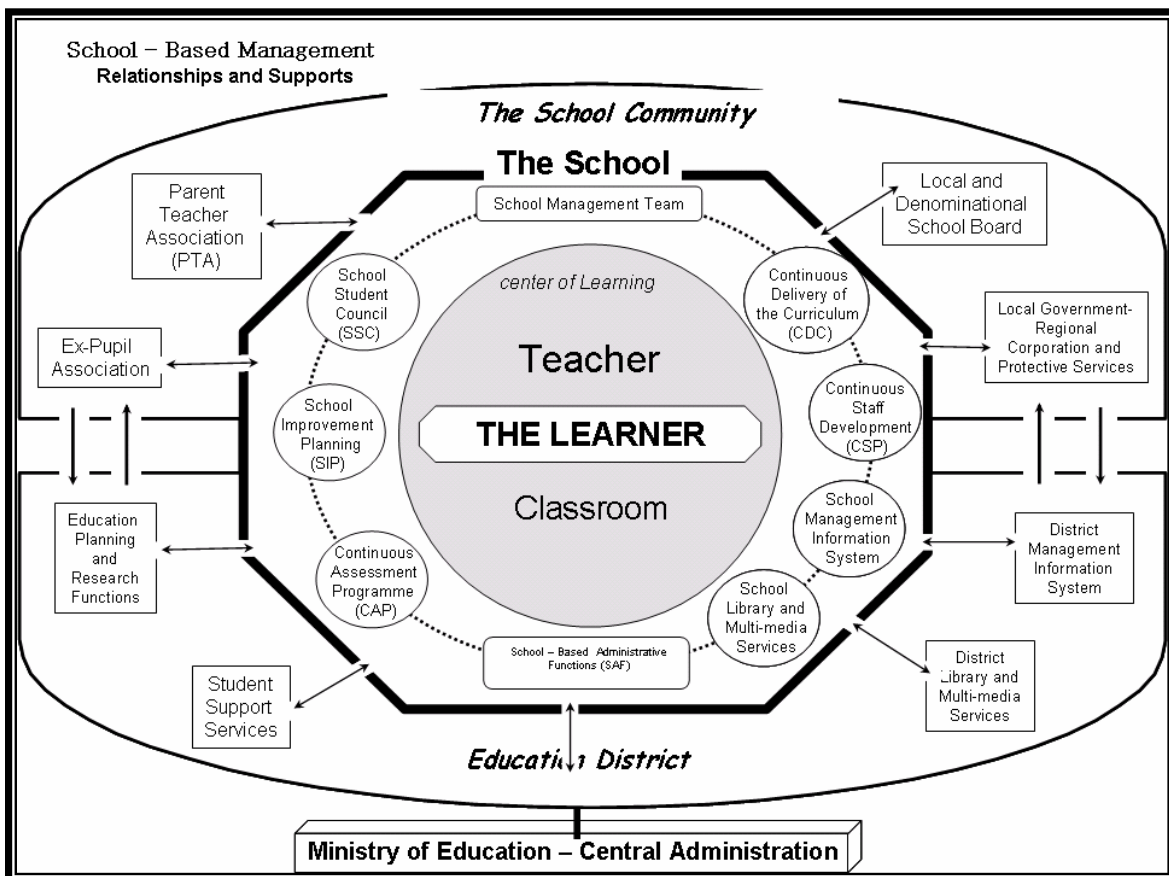 School – Based Management
Relationships and Supports
The School Community
The School
School Management Team
Parent
Teacher
Association
(PTA)
Local and
Denominational
School Board
School
Student
Council
(SSC)
center of Learning
Continuous
Delivery of
the Curriculum
(CDC)
Ex-Pupil
Association
Local Government-
Regional
Corporation and
Protective Services
Teacher
School
Improvement
Planning
(SIP)
THE LEARNER
Continuous
Staff
Development
(CSP)
Classroom
Education
Planning
and
Research
Functions
Continuous
Assessment
Programme
(CAP)
School
Management
Information
System
District
Management
Information
System
School
Library and
Multi-media
Services
School – Based Administrative
Functions (SAF)
Student
Support
Services
District
Library and
Multi-media
Services
Education District
Ministry of Education – Central Administration